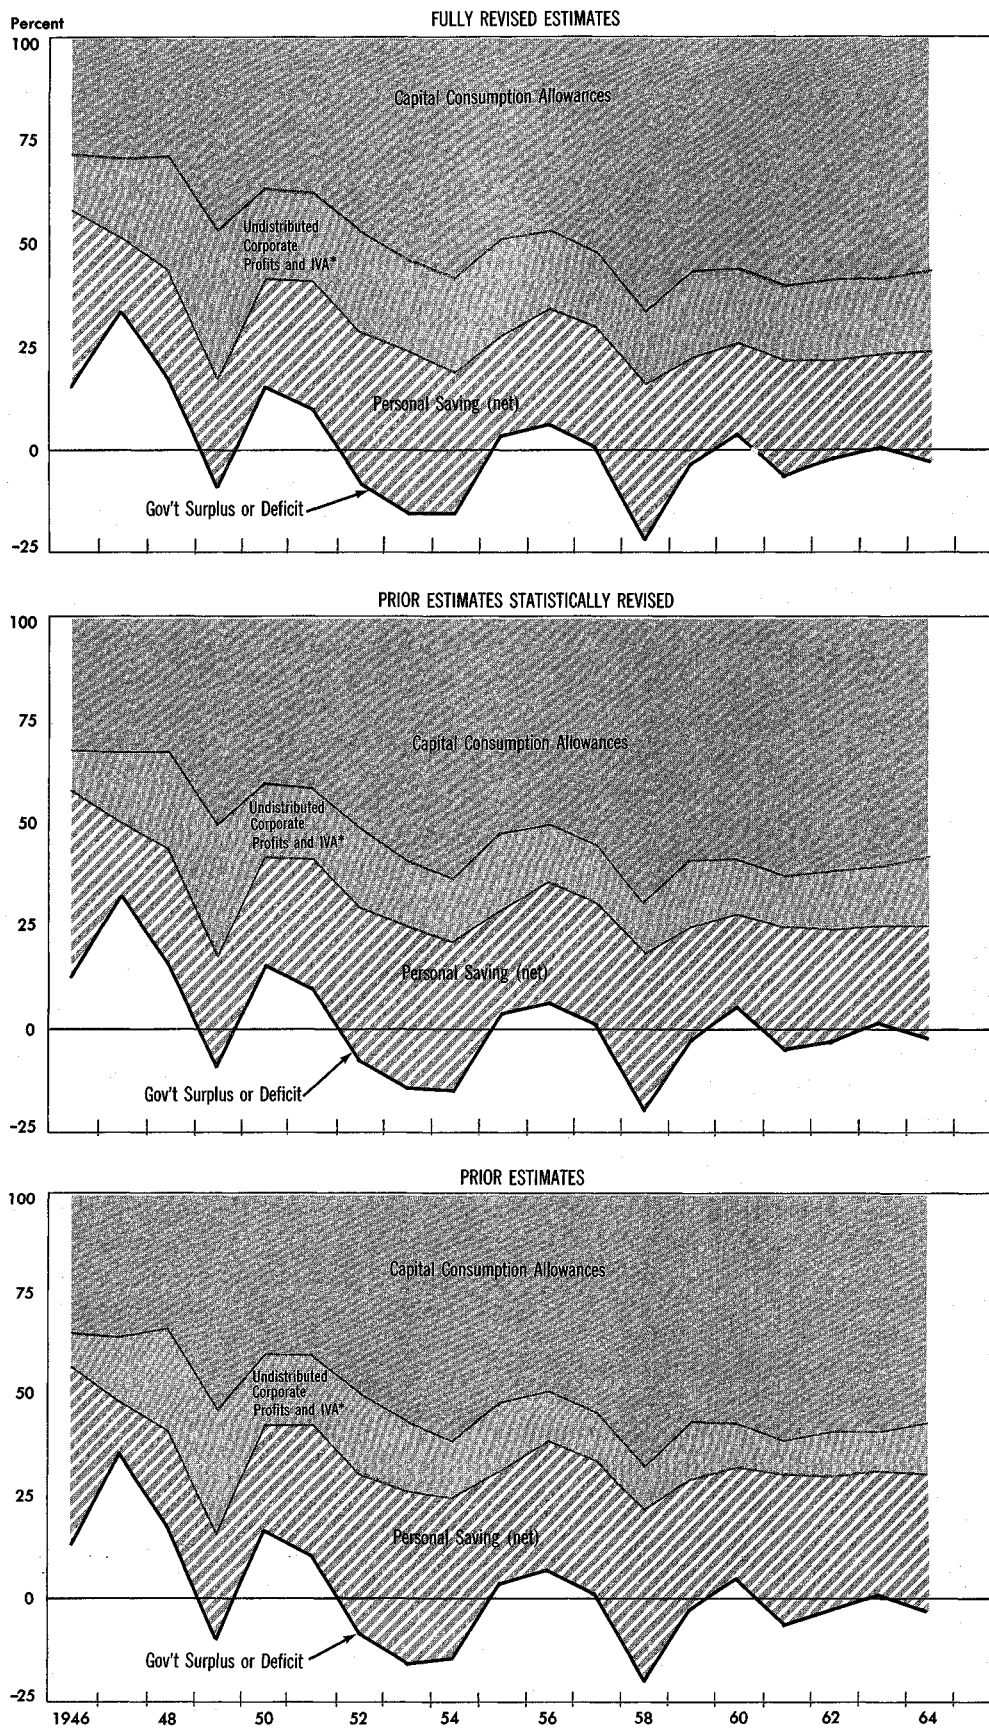 FULLY REVISED ESTIMATES
Percent
100
Capital Consumption Allowances
75
Undistributed
Corporate
Profits and IVA*
50
25
Personal Saving (net)
0
Gov't Surplus or Deficit
-25
PRIOR ESTIMATES STATISTICALLY REVISED
100
75
Capital Consumption Allowances
50
Undistributed
Corporate
Profits and IVA*
25
Personal Saving (net)
0
Gov't Surplus or Deficit
-25
PRIOR ESTIMATES
100
Capital Consumption Allowances
75
50
Undistributed
Corporate
Profits and IVA*
25
Personal Saving (net)
0
Gov't Surplus or Deficit
-25
1946 48 50 52 54 56 58 60 62 64